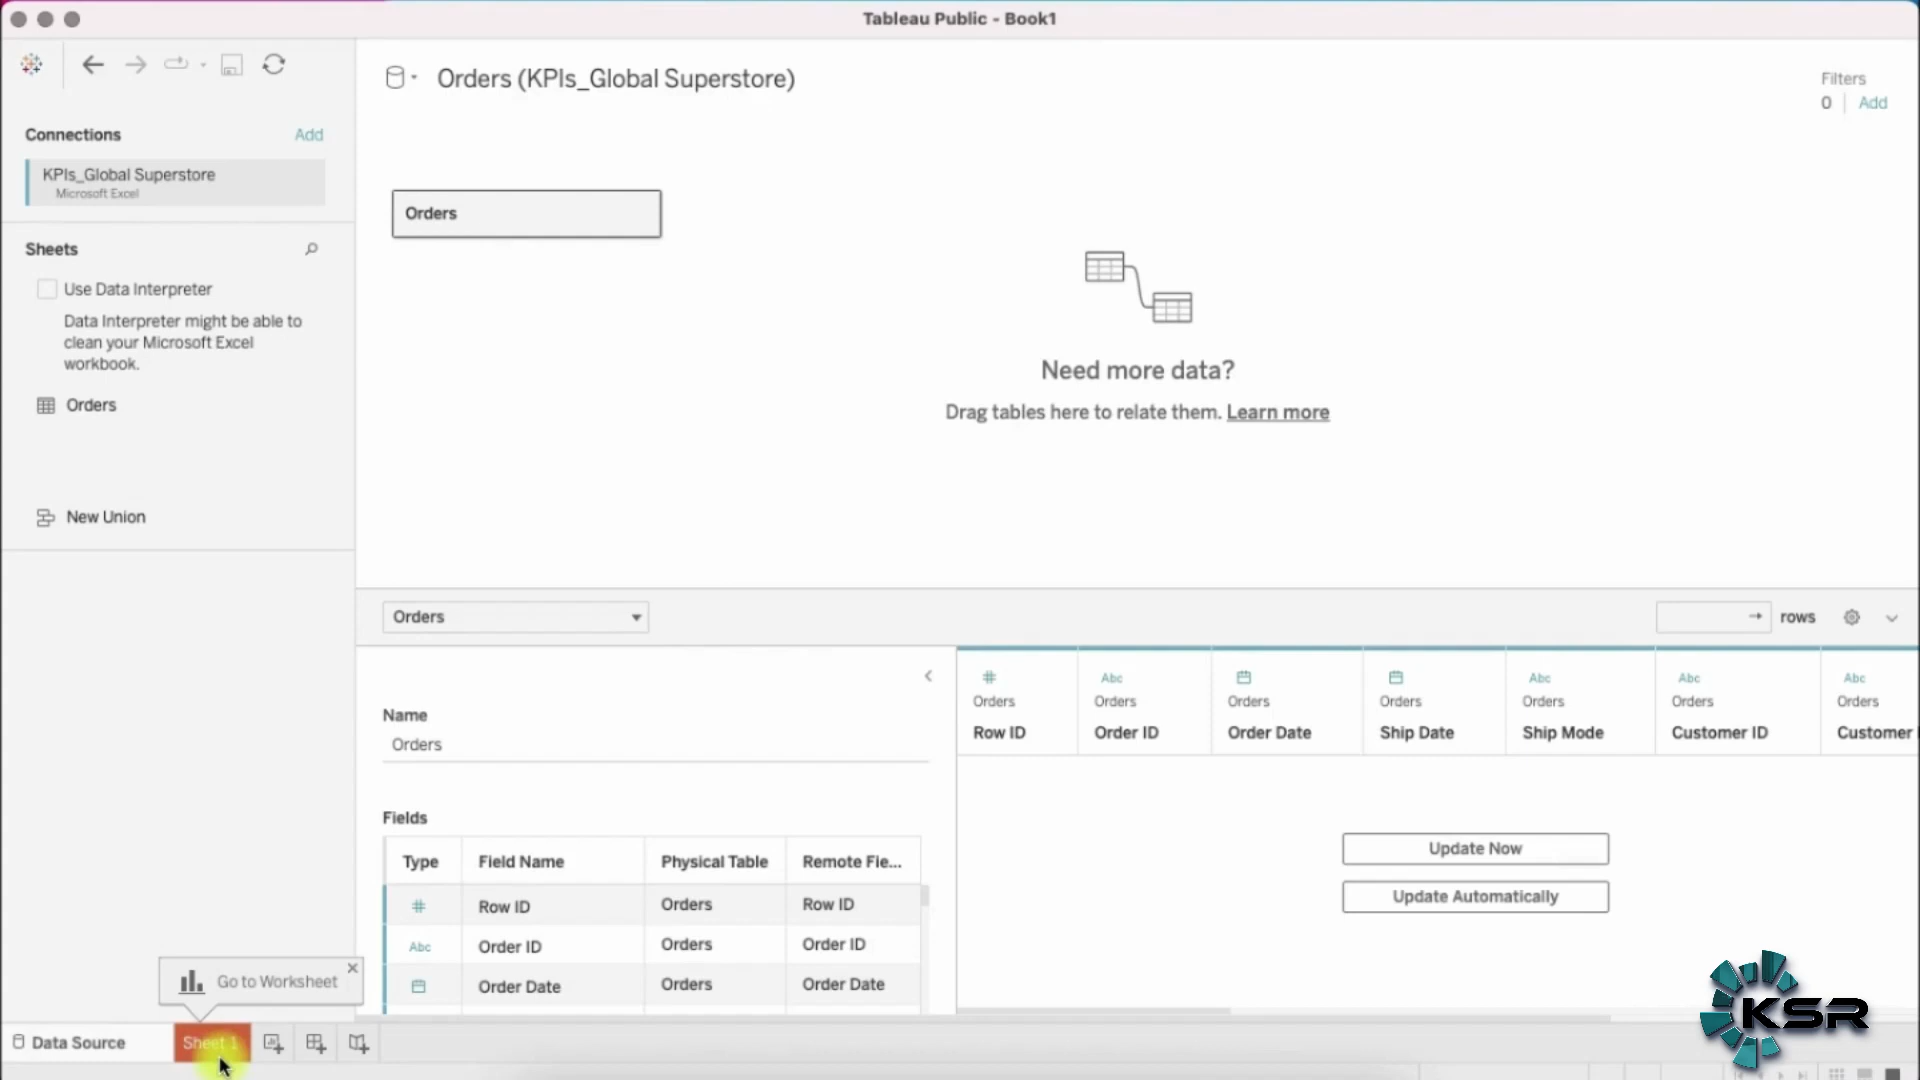 Tableau Public - Book1
Orders (KPIs_Global Superstore)
Filters
0 | Add
Connections
Add
KPIs_Global Superstore
Microsoft Excel
Sheets
Use Data Interpreter
Data Interpreter might be able to
clean your Microsoft Excel
workbook.
Orders
New Union
Orders
Need more data?
Drag tables here to relate them. Learn more
Orders
rows
Name
Orders
Fields
Type Field Name Physical Table Remote Fie...
# Row ID Orders Row ID
Abc Order ID Orders Order ID
Order Date Orders Order Date
# Abc Abc Abc Abc
Orders Orders Orders Orders Orders Orders Orders
Row ID Order ID Order Date Ship Date Ship Mode Customer ID Customer
Update Now
Update Automatically
Go to Worksheet
Data Source
Sheet 1
KSR